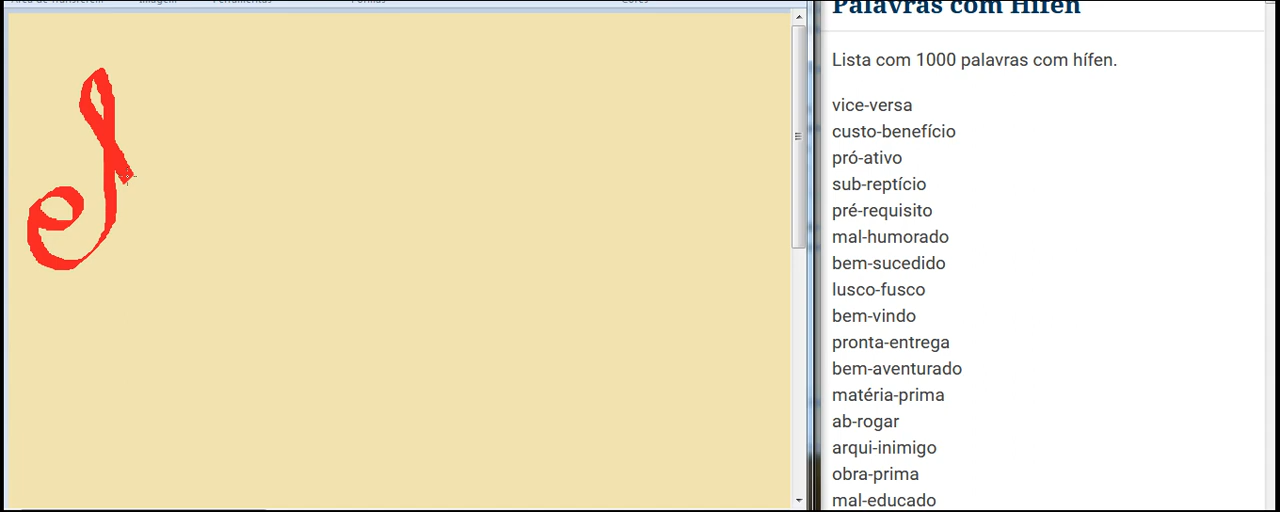 Palavras com Hífen
Lista com 1000 palavras com hífen.
vice-versa
custo-benefício
pró-ativo
sub-reptício
pré-requisito
mal-humorado
bem-sucedido
lusco-fusco
bem-vindo
pronta-entrega
bem-aventurado
matéria-prima
ab-rogar
arqui-inimigo
obra-prima
mal-educado